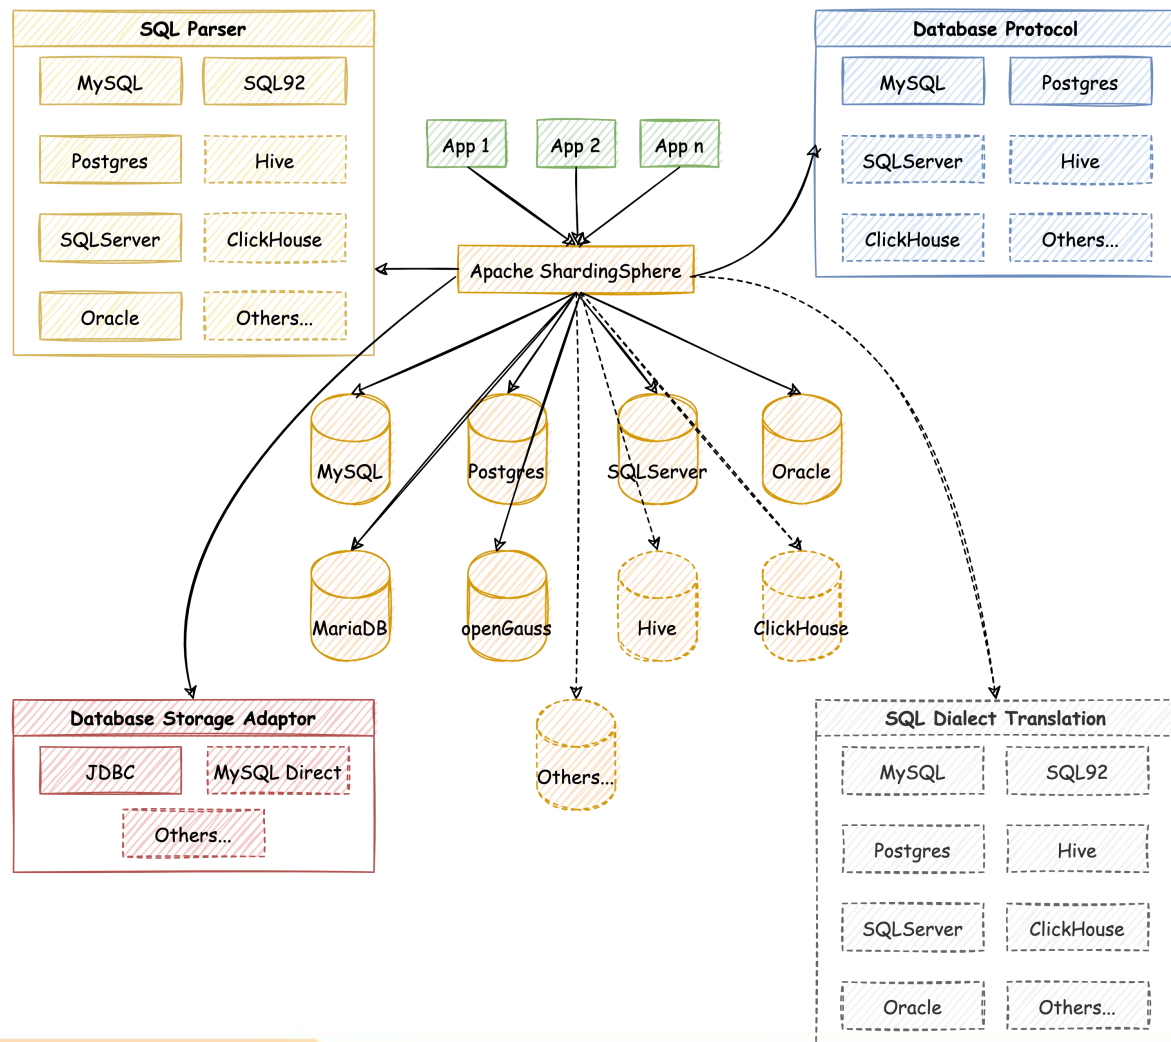 SQL Parser
MySQL
SQL92
Postgres
Hive
SQLServer
ClickHouse
Oracle
Others...
App 1
App 2
App n
Apache ShardingSphere
Database Protocol
MySQL
Postgres
SQLServer
Hive
ClickHouse
Others...
MySQL
Postgres
SQLServer
Oracle
MariaDB
openGauss
Hive
ClickHouse
Others...
Database Storage Adaptor
JDBC
MySQL Direct
Others...
SQL Dialect Translation
MySQL
SQL92
Postgres
Hive
SQLServer
ClickHouse
Oracle
Others...